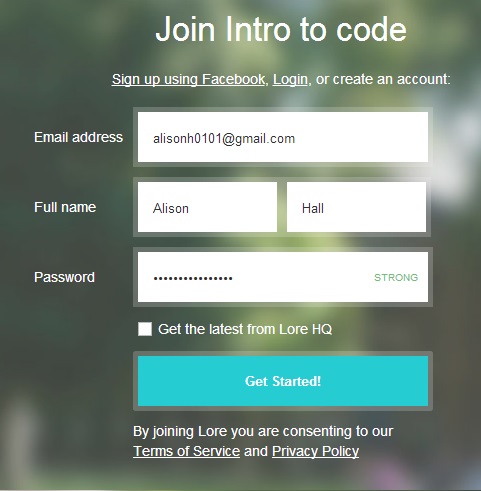 Join Intro to code
Sign up using Facebook, Login, or create an account:
Email address alisonh0101@gmail.com
Full name Alison Hall
Password •••••••••••••••• STRONG
Get the latest from Lore HQ
Get Started!
By joining Lore you are consenting to our
Terms of Service and Privacy Policy